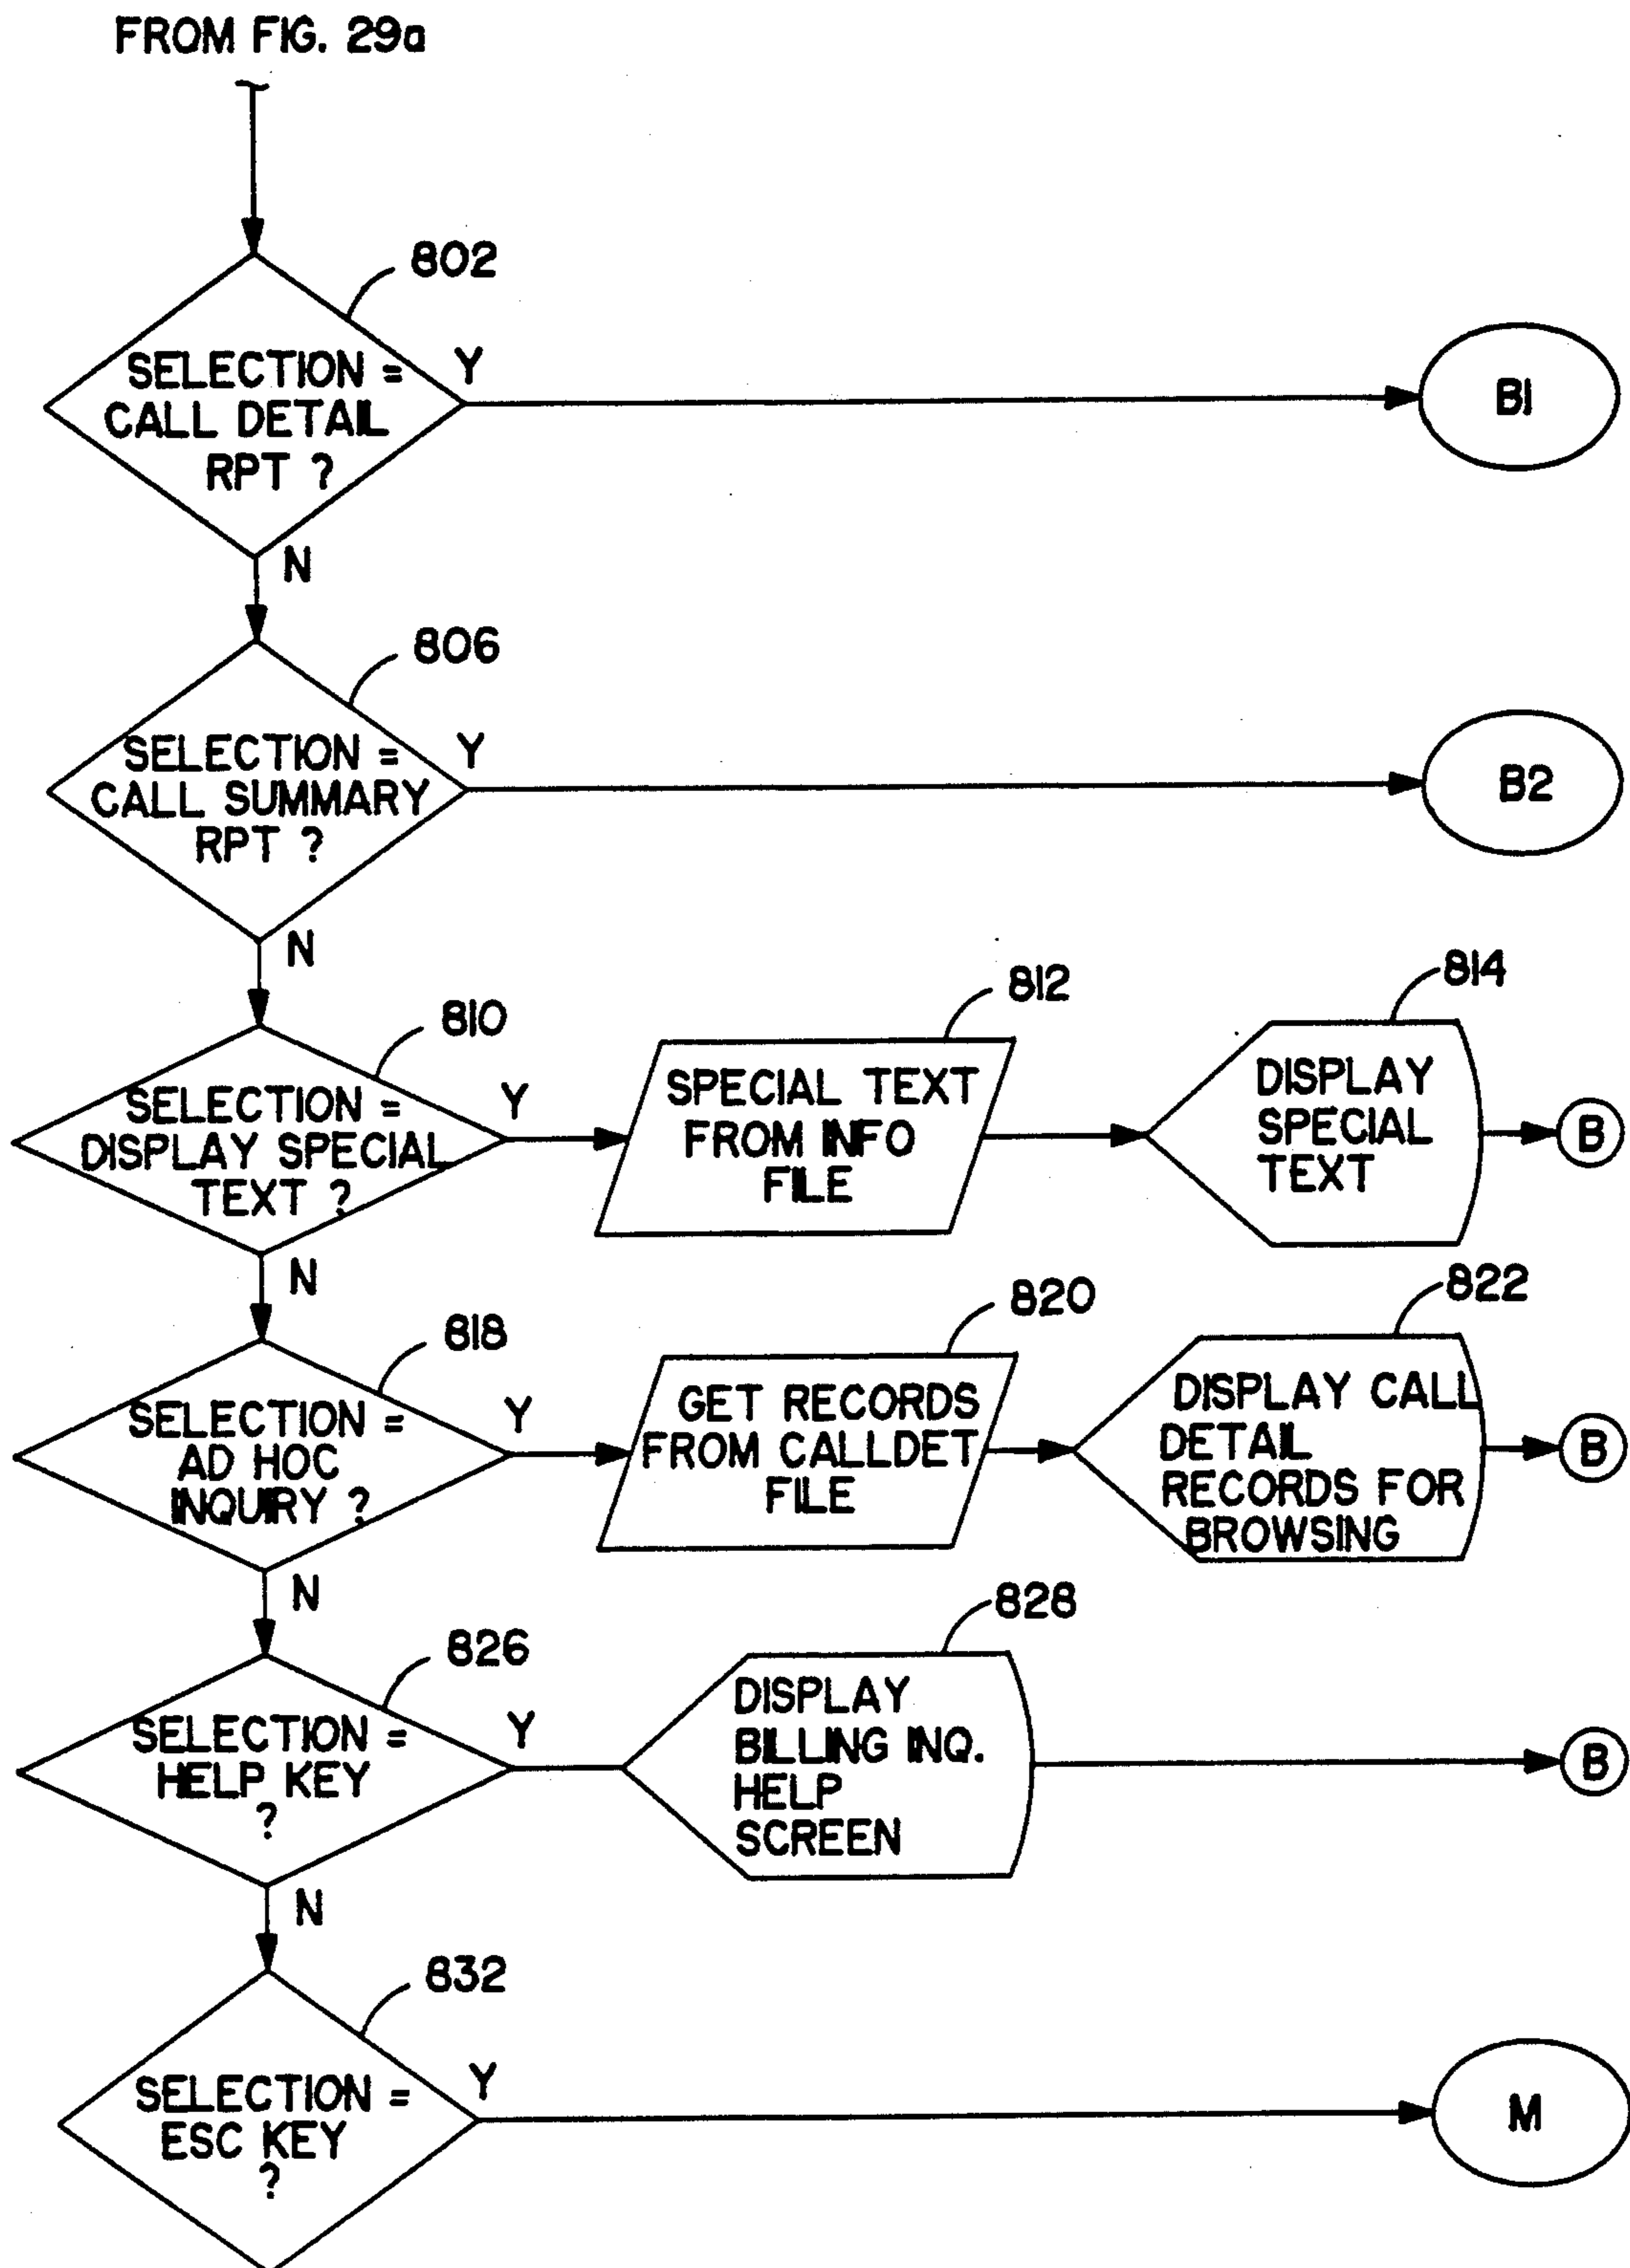 FROM FIG. 29a
802
SELECTION =
CALL DETAIL
RPT ?
Y
B1
N
806
SELECTION =
CALL SUMMARY
RPT ?
Y
B2
N
810
SELECTION =
DISPLAY SPECIAL
TEXT ?
Y
812
SPECIAL TEXT
FROM INFO
FILE
814
DISPLAY
SPECIAL
TEXT
B
N
818
SELECTION =
AD HOC
INQUIRY ?
Y
820
GET RECORDS
FROM CALLDET
FILE
822
DISPLAY CALL
DETAIL
RECORDS FOR
BROWSING
B
N
826
SELECTION =
HELP KEY
?
Y
828
DISPLAY
BILLING INQ.
HELP
SCREEN
B
N
832
SELECTION =
ESC KEY
?
Y
M